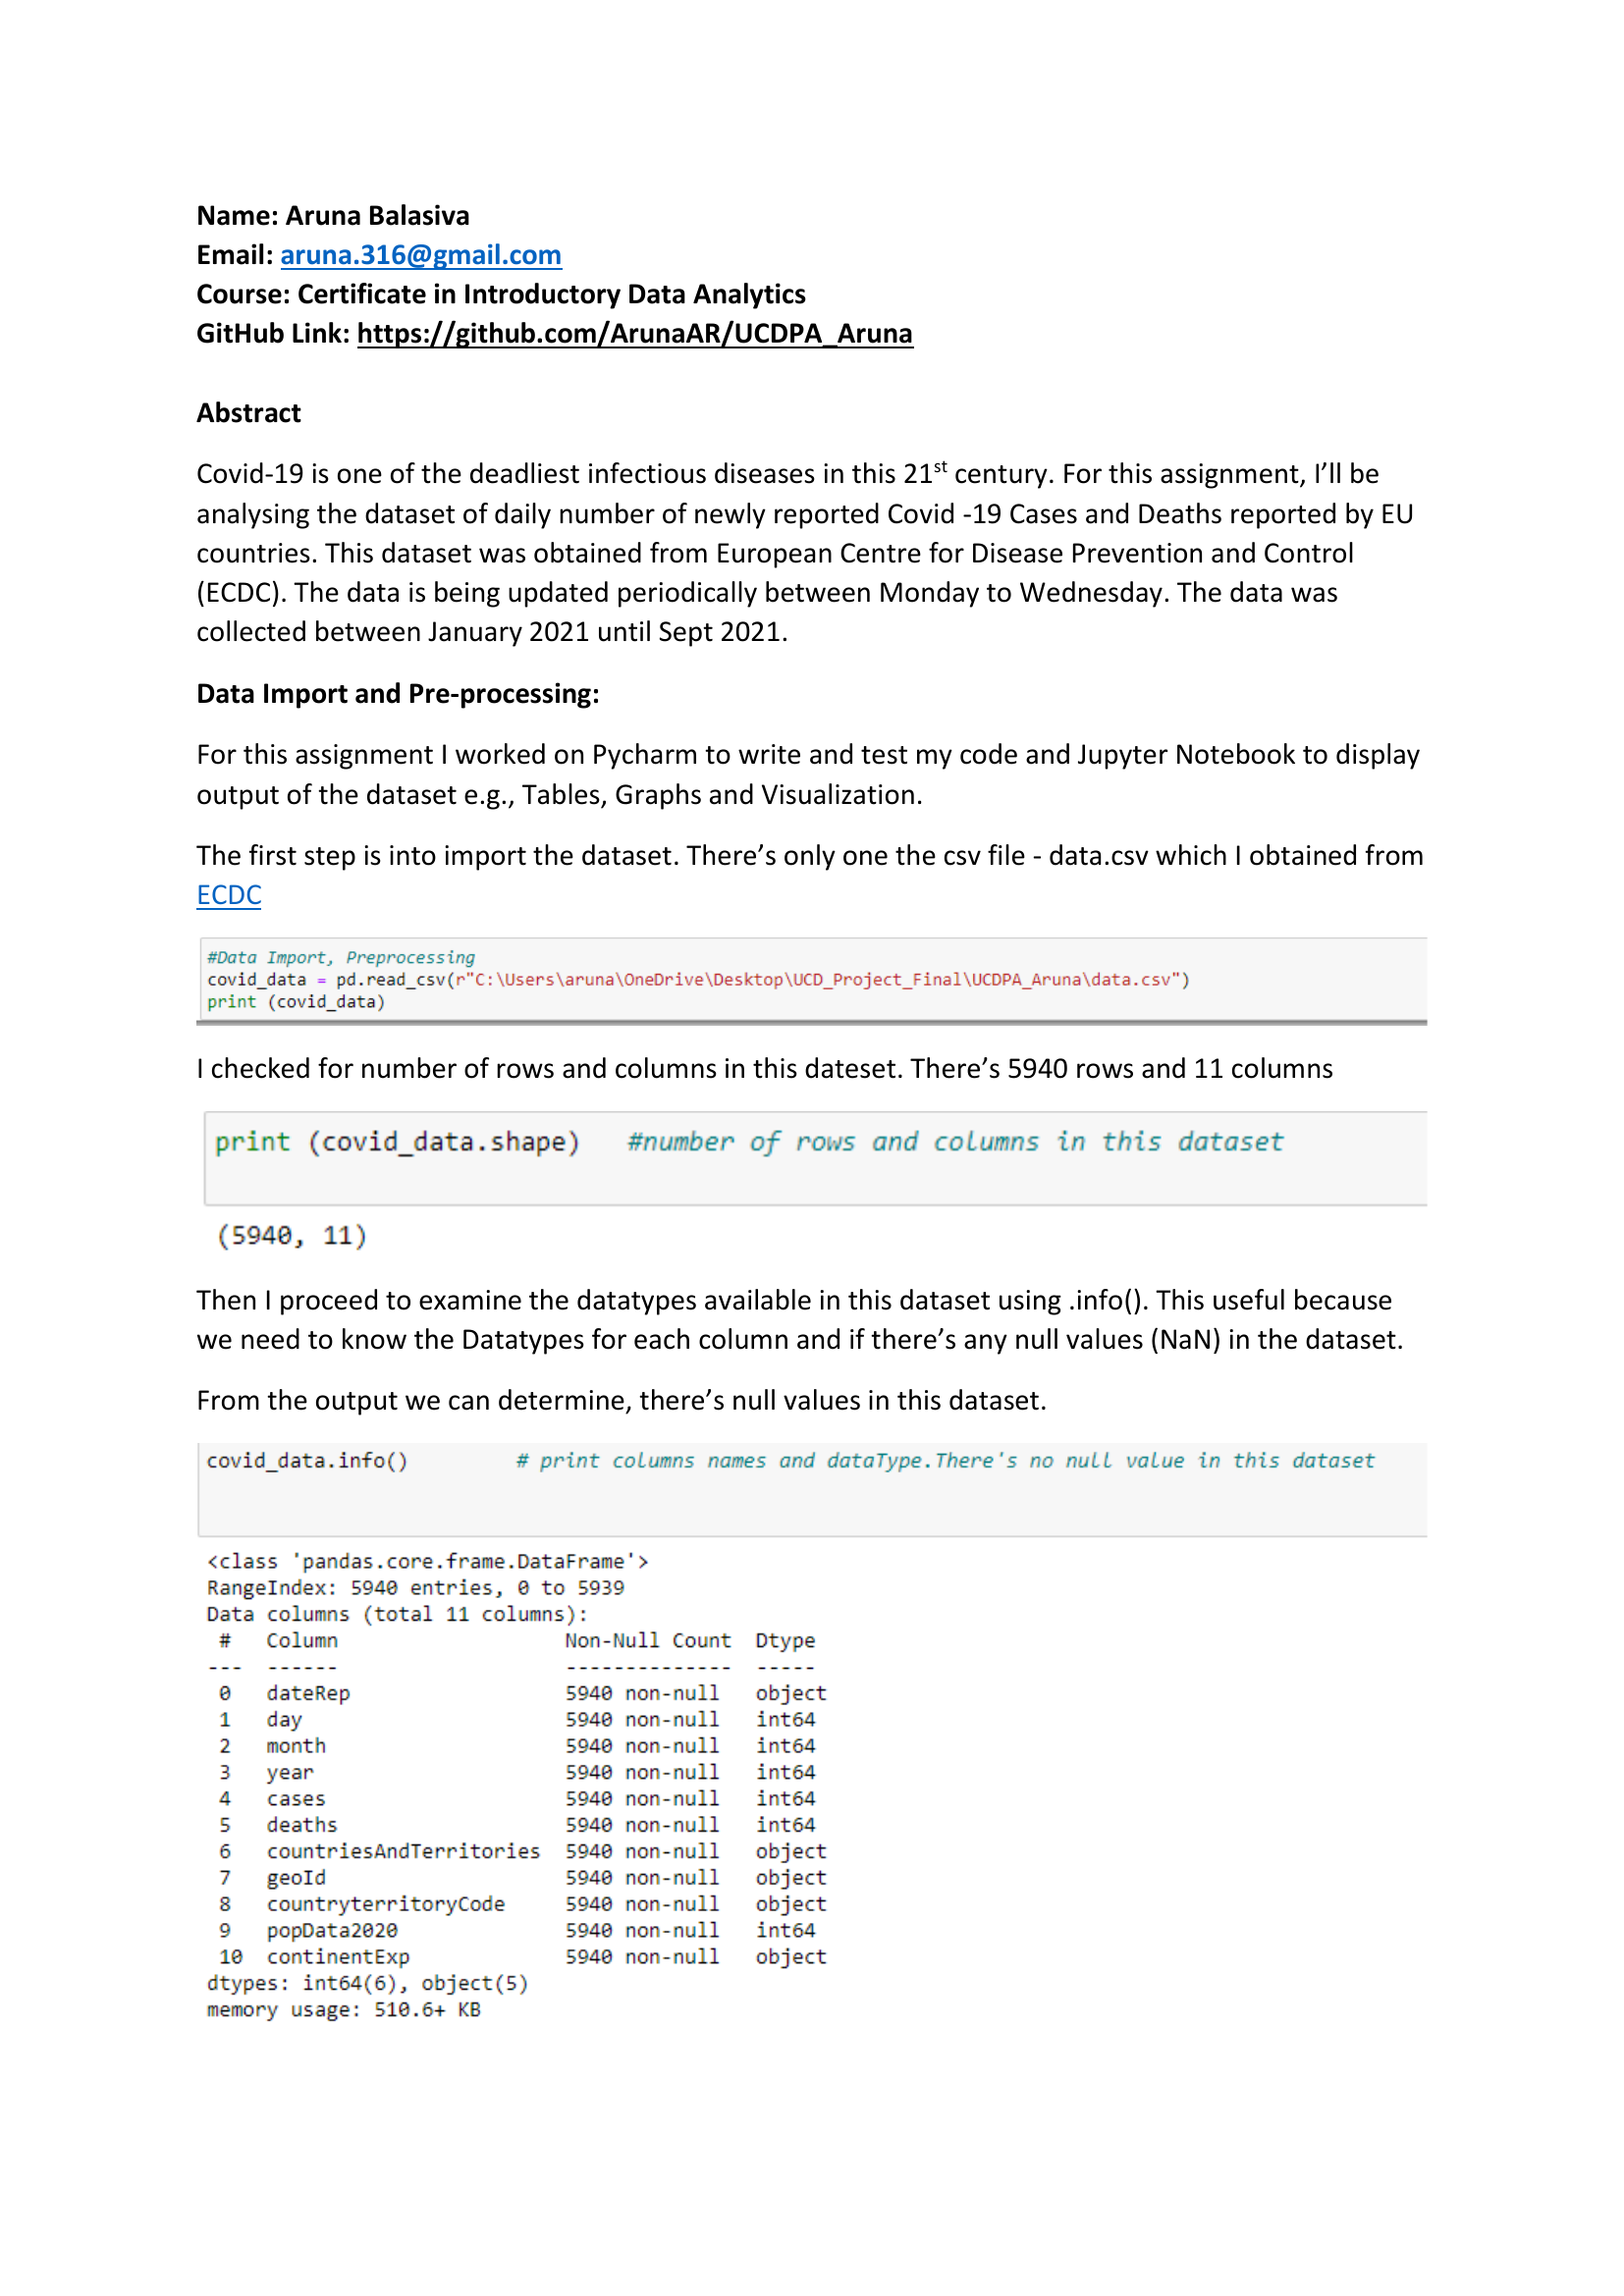 Name: Aruna Balasiva
Email: aruna.316@gmail.com
Course: Certificate in Introductory Data Analytics
GitHub Link: https://github.com/ArunaAR/UCDPA_Aruna
Abstract
Covid-19 is one of the deadliest infectious diseases in this 21st century. For this assignment, I’ll be
analysing the dataset of daily number of newly reported Covid -19 Cases and Deaths reported by EU
countries. This dataset was obtained from European Centre for Disease Prevention and Control
(ECDC). The data is being updated periodically between Monday to Wednesday. The data was
collected between January 2021 until Sept 2021.
Data Import and Pre-processing:
For this assignment I worked on Pycharm to write and test my code and Jupyter Notebook to display
output of the dataset e.g., Tables, Graphs and Visualization.
The first step is into import the dataset. There’s only one the csv file - data.csv which I obtained from
ECDC
#Data Import, Preprocessing
covid_data = pd.read_csv(r"C:\Users\aruna\OneDrive\Desktop\UCD_Project_Final\UCDPA_Aruna\data.csv")
print (covid_data)
I checked for number of rows and columns in this dateset. There’s 5940 rows and 11 columns
print (covid_data.shape)   #number of rows and columns in this dataset
(5940, 11)
Then I proceed to examine the datatypes available in this dataset using .info(). This useful because
we need to know the Datatypes for each column and if there’s any null values (NaN) in the dataset.
From the output we can determine, there’s null values in this dataset.
covid_data.info()         # print columns names and dataType.There's no null value in this dataset
<class 'pandas.core.frame.DataFrame'>
RangeIndex: 5940 entries, 0 to 5939
Data columns (total 11 columns):
 #   Column                   Non-Null Count  Dtype
---  ------                   --------------  -----
 0   dateRep                  5940 non-null   object
 1   day                      5940 non-null   int64
 2   month                    5940 non-null   int64
 3   year                     5940 non-null   int64
 4   cases                    5940 non-null   int64
 5   deaths                   5940 non-null   int64
 6   countriesAndTerritories  5940 non-null   object
 7   geoId                    5940 non-null   object
 8   countryterritoryCode     5940 non-null   object
 9   popData2020              5940 non-null   int64
 10  continentExp             5940 non-null   object
dtypes: int64(6), object(5)
memory usage: 510.6+ KB